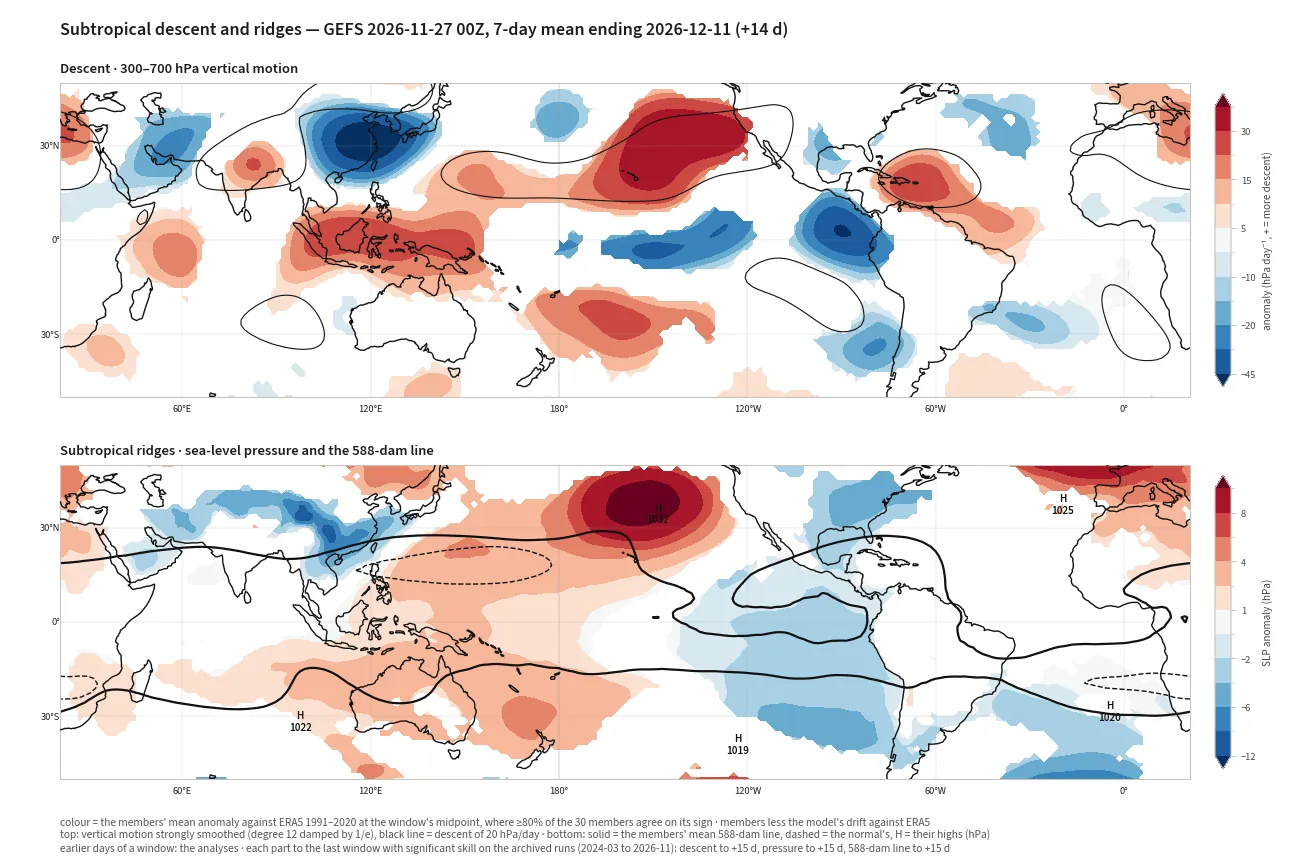 Subtropical descent and ridges — GEFS 2026-11-27 00Z, 7-day mean ending 2026-12-11 (+14 d)
Descent · 300–700 hPa vertical motion
30°N
0°
30°S
60°E
120°E
180°
120°W
60°W
0°
30
15
5
−10
−20
−45
anomaly (hPa day⁻¹, + = more descent)
Subtropical ridges · sea-level pressure and the 588-dam line
30°N
0°
30°S
H
1032
H
1025
H
1022
H
1019
H
1020
60°E
120°E
180°
120°W
60°W
0°
8
4
1
−2
−6
−12
SLP anomaly (hPa)
colour = the members' mean anomaly against ERA5 1991–2020 at the window's midpoint, where ≥80% of the 30 members agree on its sign · members less the model's drift against ERA5
top: vertical motion strongly smoothed (degree 12 damped by 1/e), black line = descent of 20 hPa/day · bottom: solid = the members' mean 588-dam line, dashed = the normal's, H = their highs (hPa)
earlier days of a window: the analyses · each part to the last window with significant skill on the archived runs (2024-03 to 2026-11): descent to +15 d, pressure to +15 d, 588-dam line to +15 d